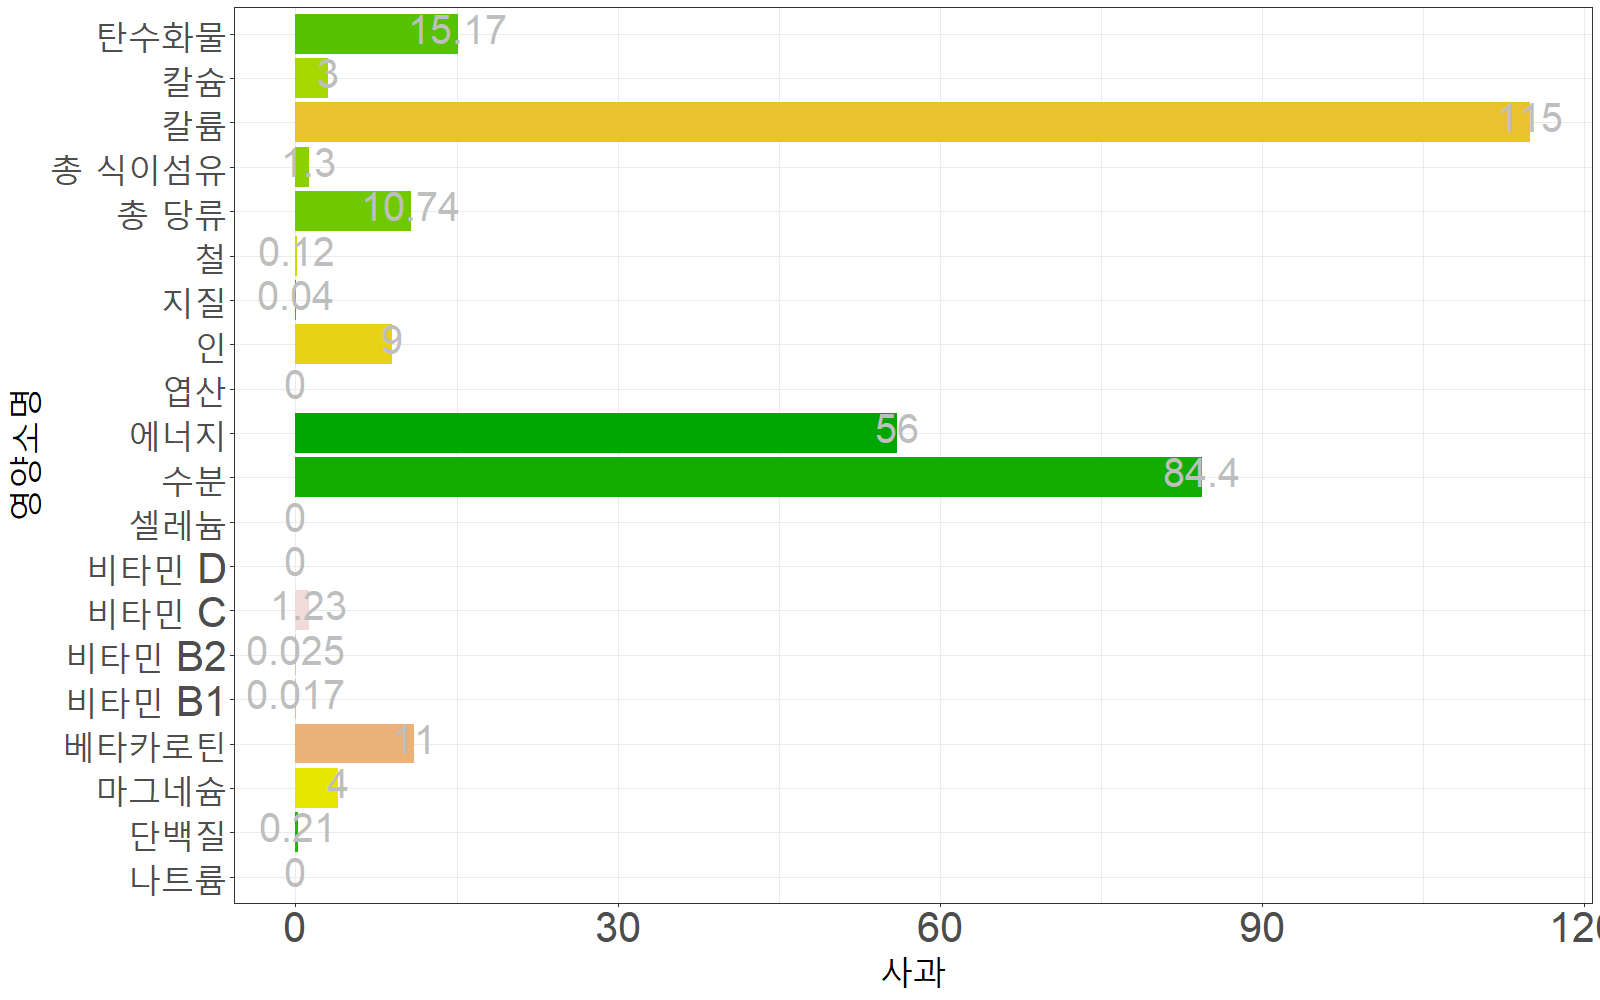 탄수화물 15.17
칼슘 3
칼륨 115
총 식이섬유 1.3
총 당류 10.74
철 0.12
지질 0.04
인 9
엽산 0
에너지 56
수분 84.4
셀레늄 0
비타민 D 0
비타민 C 1.23
비타민 B2 0.025
비타민 B1 0.017
베타카로틴 11
마그네슘 4
단백질 0.21
나트륨 0
영양소명
0 30 60 90 120
사과